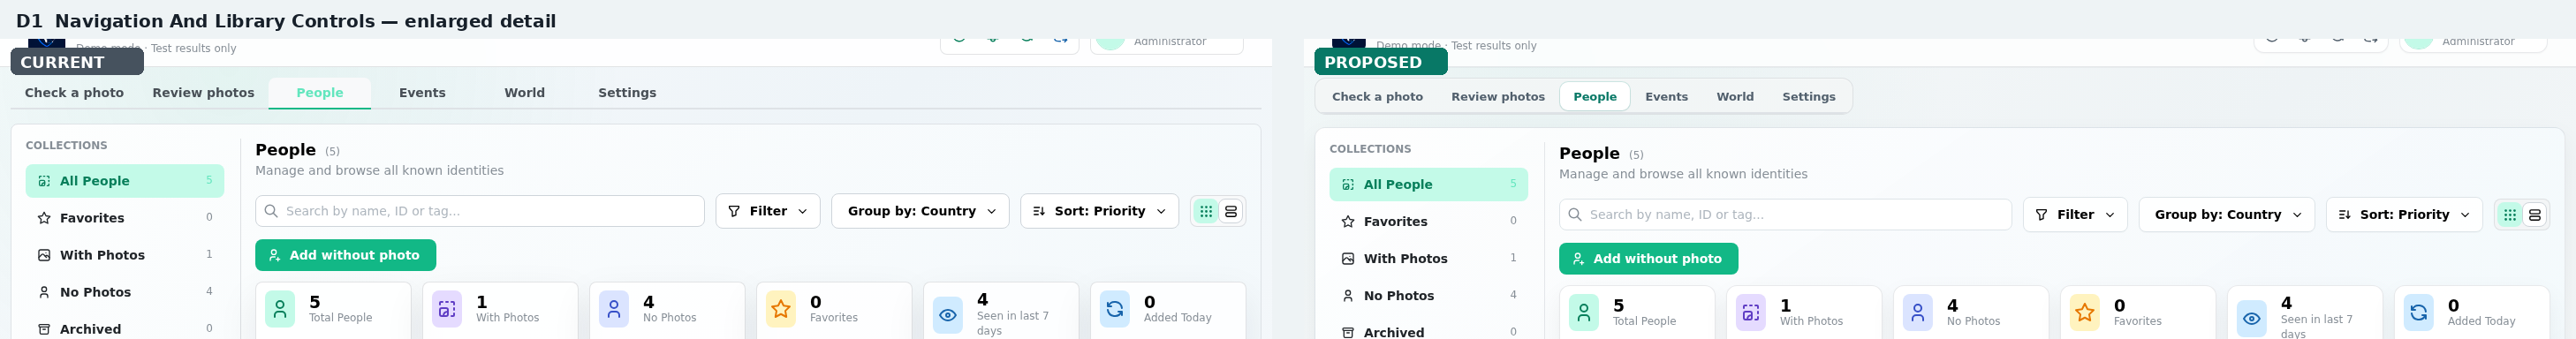 D1 Navigation And Library Controls — enlarged detail
Demo mode · Test results only
Administrator
CURRENT
Check a photo
Review photos
People
Events
World
Settings
COLLECTIONS
All People 5
Favorites 0
With Photos 1
No Photos 4
Archived 0
People (5)
Manage and browse all known identities
Search by name, ID or tag...
Filter
Group by: Country
Sort: Priority
Add without photo
5
Total People
1
With Photos
4
No Photos
0
Favorites
4
Seen in last 7
days
0
Added Today
Demo mode · Test results only
Administrator
PROPOSED
Check a photo
Review photos
People
Events
World
Settings
COLLECTIONS
All People 5
Favorites 0
With Photos 1
No Photos 4
Archived 0
People (5)
Manage and browse all known identities
Search by name, ID or tag...
Filter
Group by: Country
Sort: Priority
Add without photo
5
Total People
1
With Photos
4
No Photos
0
Favorites
4
Seen in last 7
days
0
Added Today